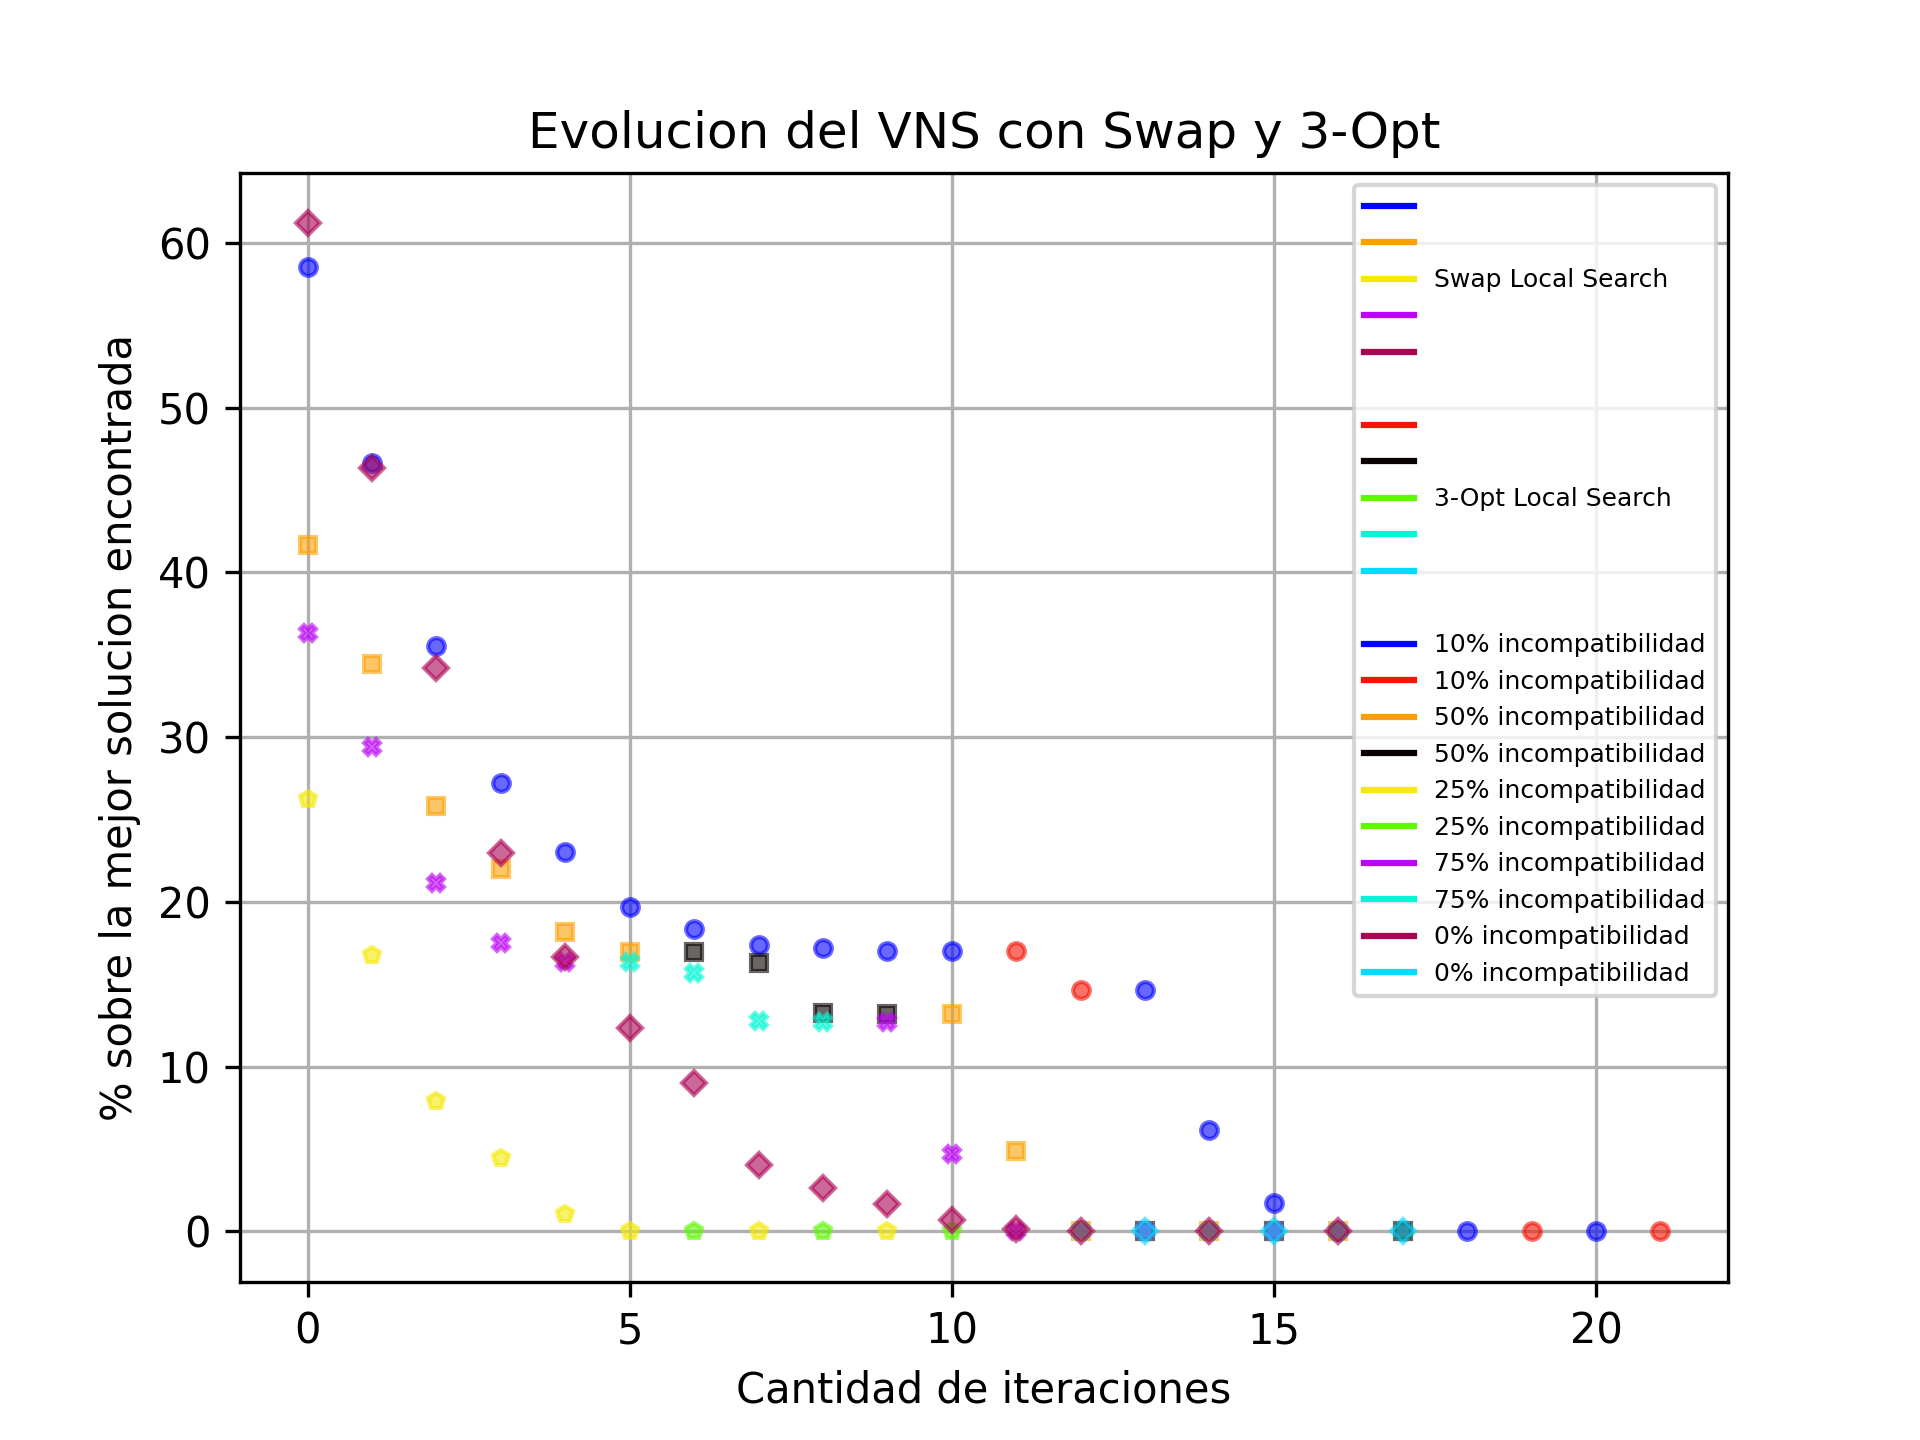 Evolucion del VNS con Swap y 3-Opt
% sobre la mejor solucion encontrada
60
50
40
30
20
10
0
Swap Local Search
3-Opt Local Search
10% incompatibilidad
10% incompatibilidad
50% incompatibilidad
50% incompatibilidad
25% incompatibilidad
25% incompatibilidad
75% incompatibilidad
75% incompatibilidad
0% incompatibilidad
0% incompatibilidad
0 5 10 15 20
Cantidad de iteraciones